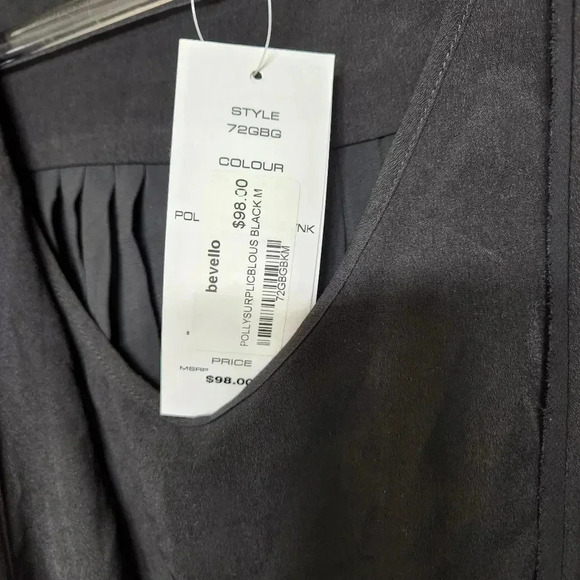 STYLE
72GBG
COLOUR
POL
NK
bevello
$98.00
POLLYSURPLICBLOUS BLACK M
72GBGBKM
PRICE
MSRP
$98.00